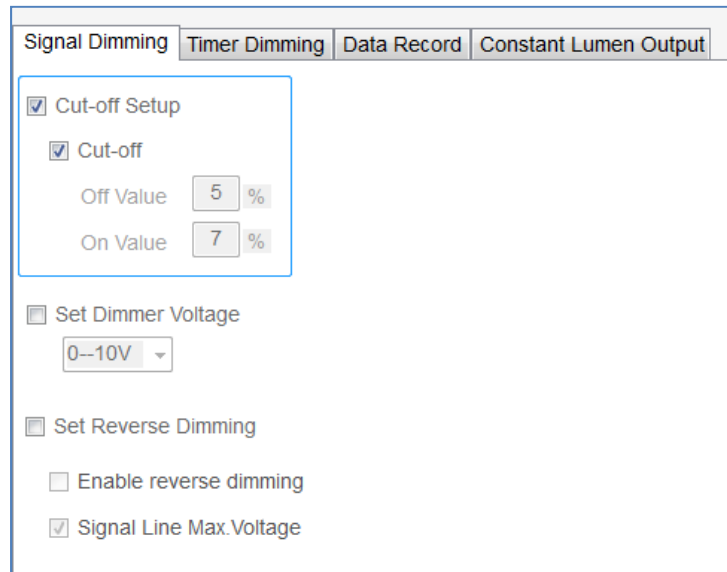 Signal Dimming Timer Dimming Data Record Constant Lumen Output
Cut-off Setup
Cut-off
Off Value 5 %
On Value 7 %
Set Dimmer Voltage
0--10V
Set Reverse Dimming
Enable reverse dimming
Signal Line Max.Voltage